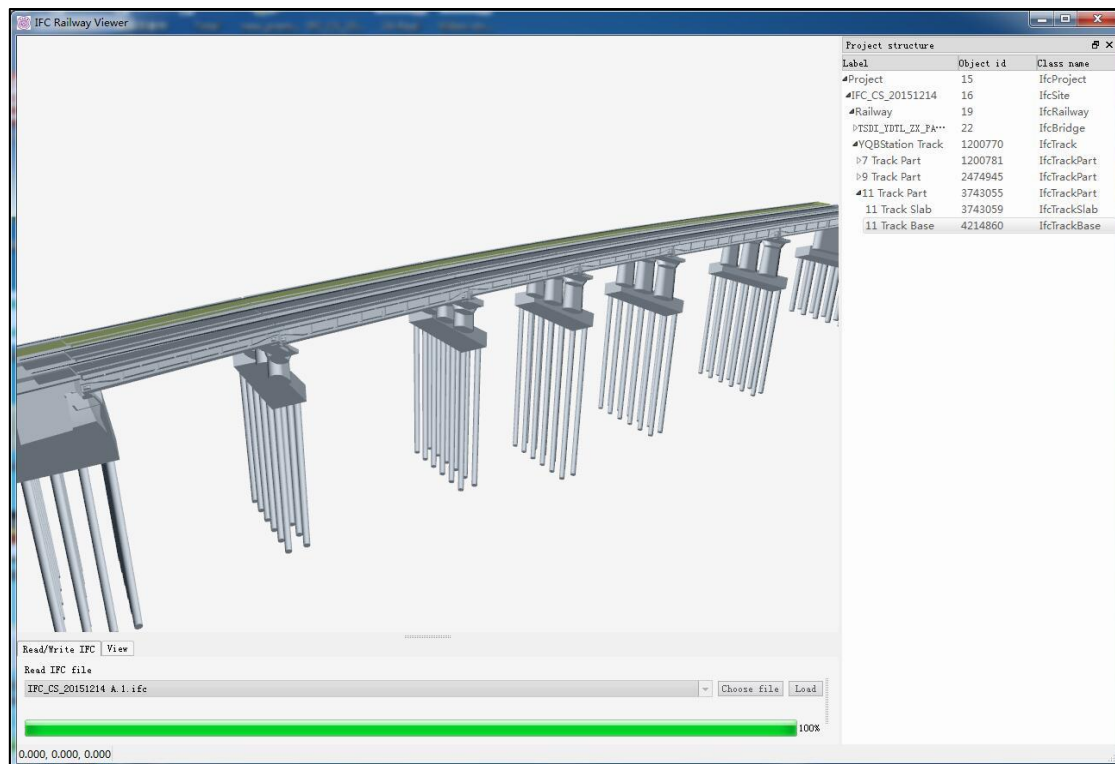 IFC Railway Viewer
Project structure
Label Object id Class name
Project 15 IfcProject
IFC_CS_20151214 16 IfcSite
Railway 19 IfcRailway
TSDI_YDTL_ZX_PA··· 22 IfcBridge
YQBStation Track 1200770 IfcTrack
7 Track Part 1200781 IfcTrackPart
9 Track Part 2474945 IfcTrackPart
11 Track Part 3743055 IfcTrackPart
11 Track Slab 3743059 IfcTrackSlab
11 Track Base 4214860 IfcTrackBase
Read/Write IFC View
Read IFC file
IFC_CS_20151214 A.1.ifc Choose file Load
100%
0.000, 0.000, 0.000